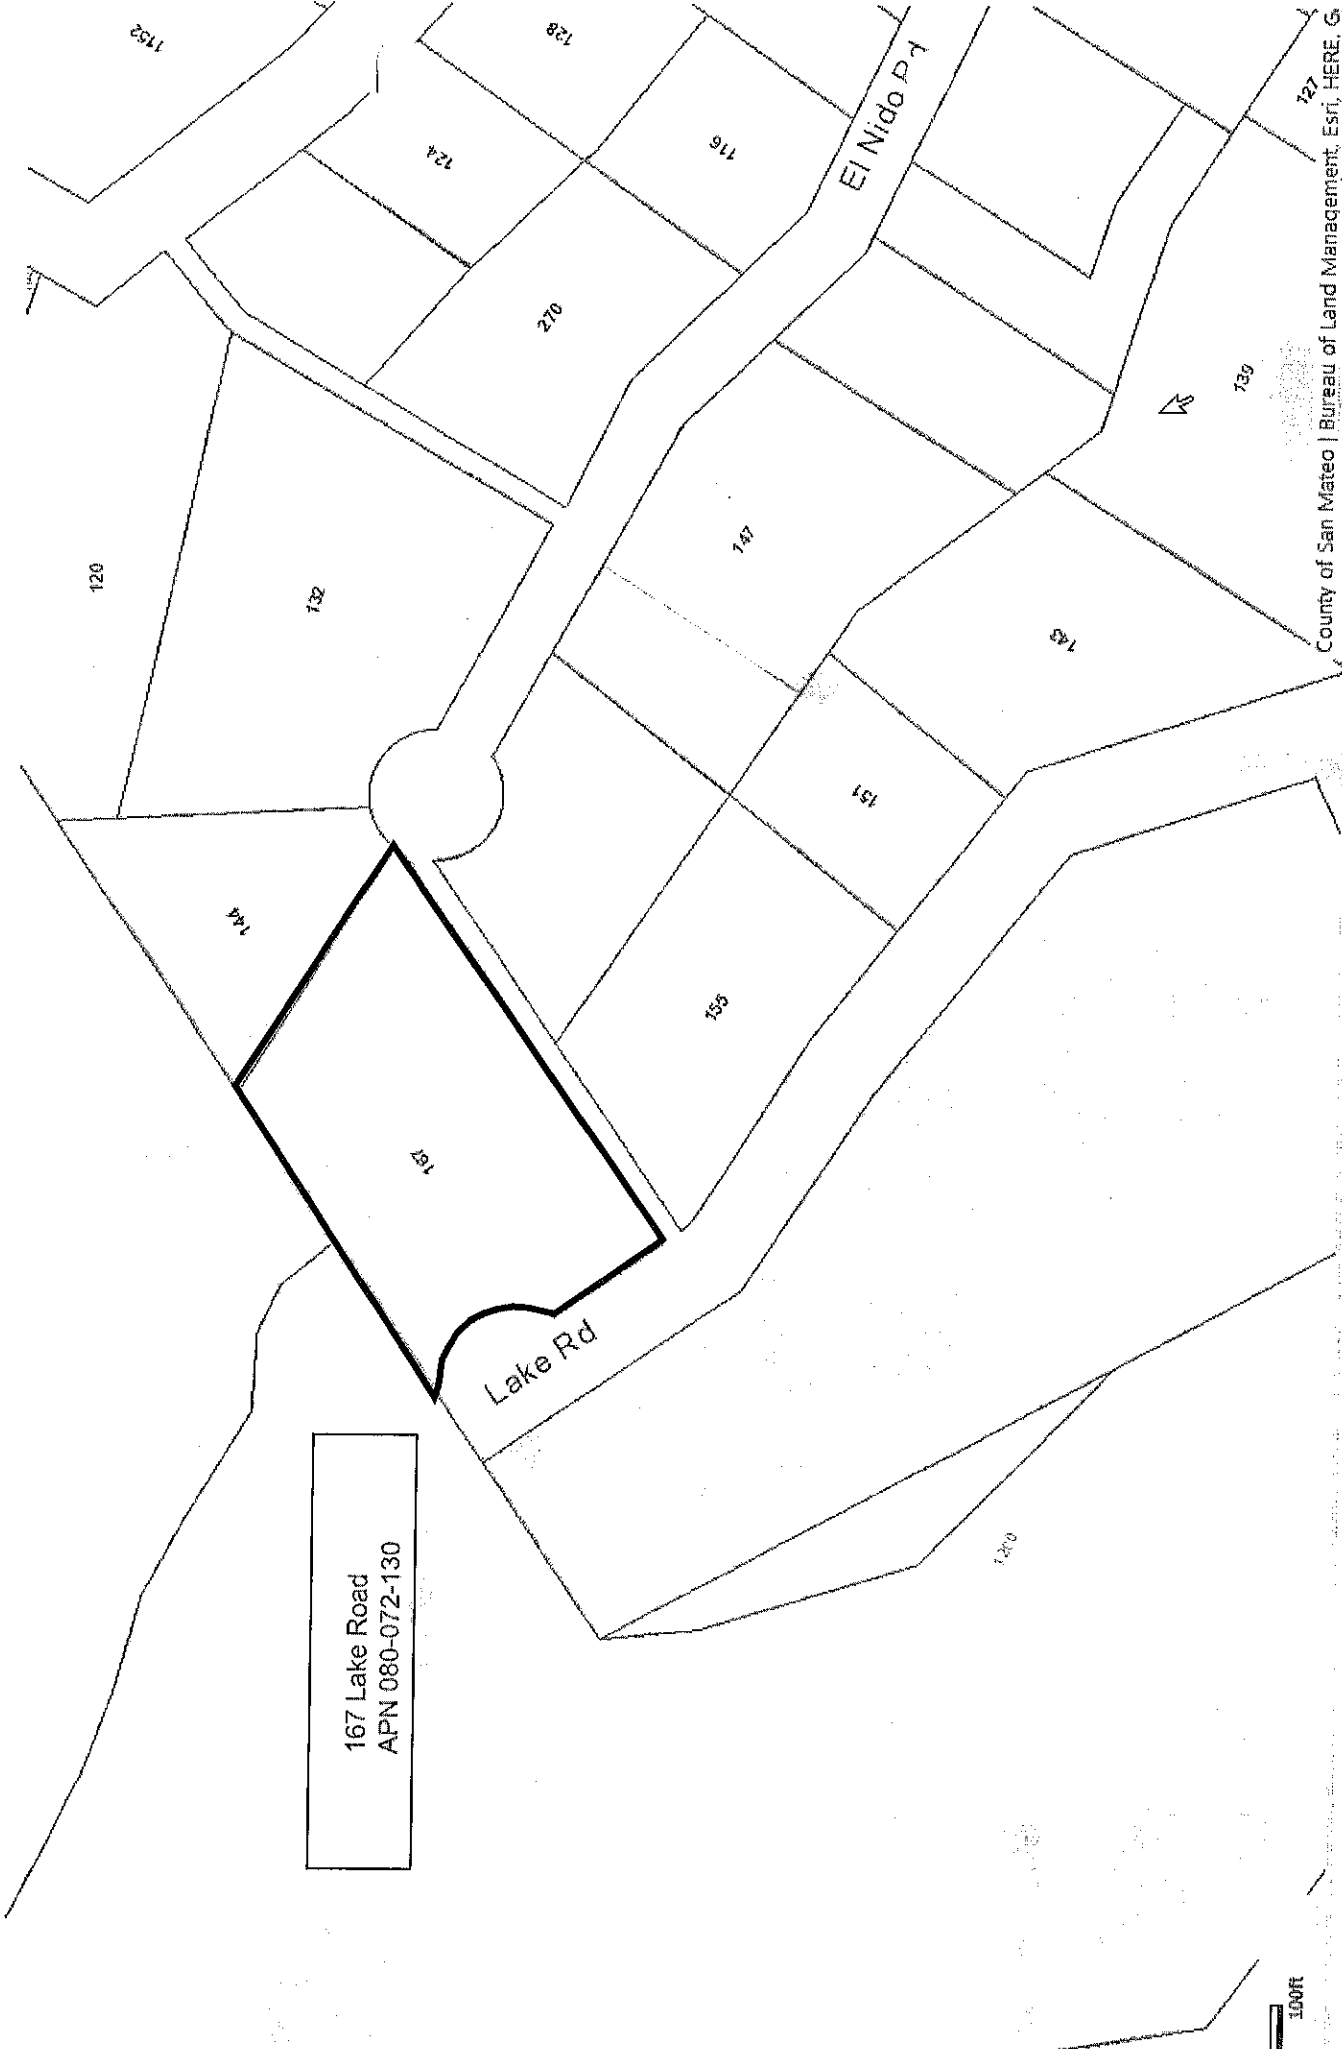 1152
128
124
116
El Nido Rd
127
270
120
132
147
139
143
144
151
155
167
Lake Rd
167 Lake Road
APN 080-072-130
100ft
County of San Mateo | Bureau of Land Management, Esri, HERE, G